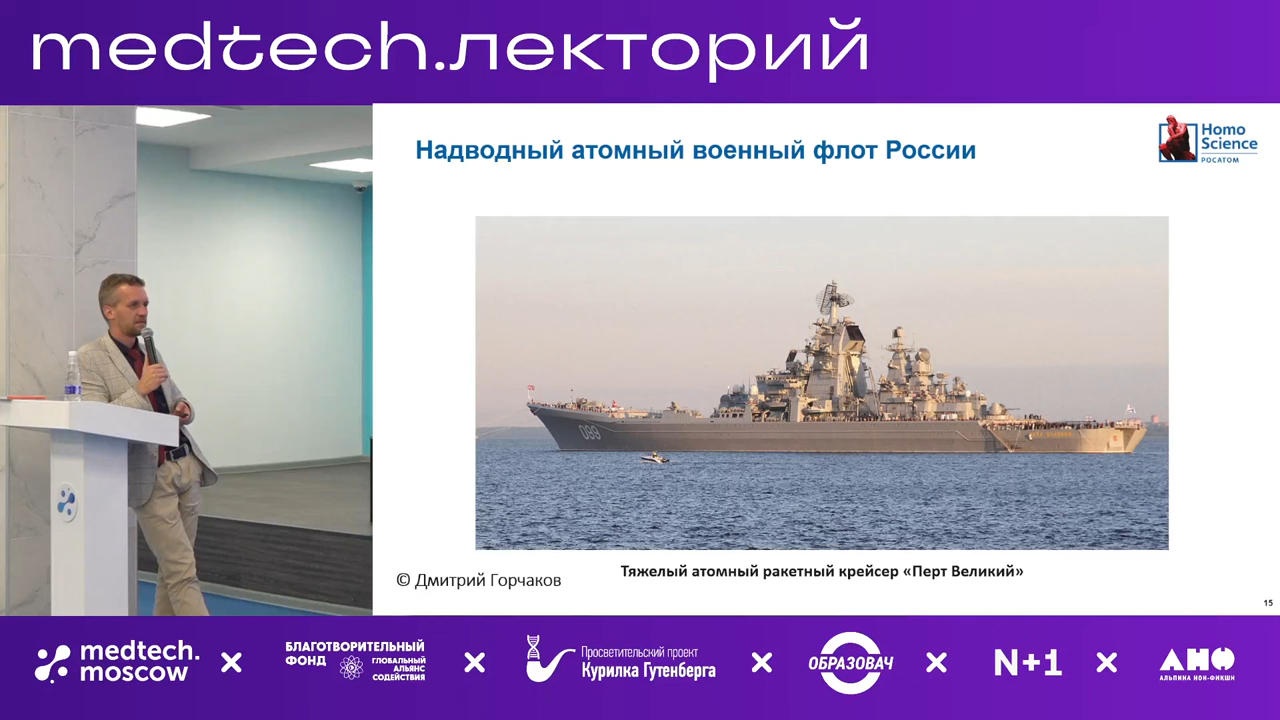 medtech.лекторий
Надводный атомный военный флот России
Homo
Science
РОСАТОМ
099
Тяжелый атомный ракетный крейсер «Перт Великий»
© Дмитрий Горчаков
15
medtech.
moscow
БЛАГОТВОРИТЕЛЬНЫЙ
ФОНД
ГЛОБАЛЬНЫЙ
АЛЬЯНС
СОДЕЙСТВИЯ
Просветительский проект
Курилка Гутенберга
ОБРАЗОВАЧ
N+1
АНФ
АЛЬПИНА НОН-ФИКШН